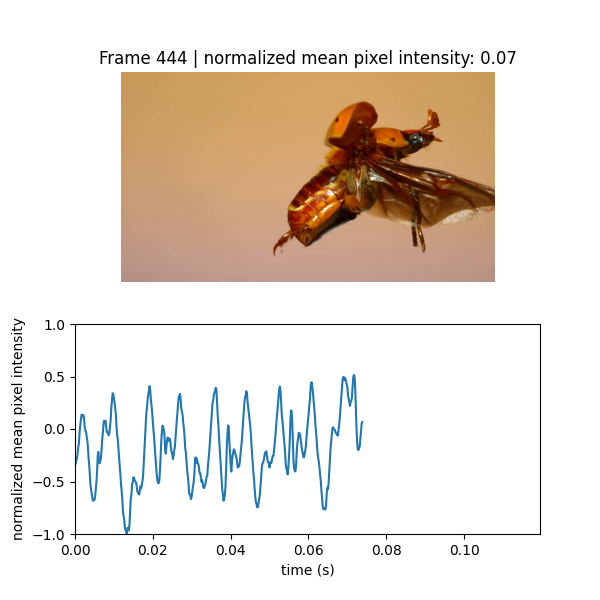 Frame 444 | normalized mean pixel intensity: 0.07
1.0
0.5
0.0
−0.5
−1.0
normalized mean pixel intensity
0.00 0.02 0.04 0.06 0.08 0.10
time (s)